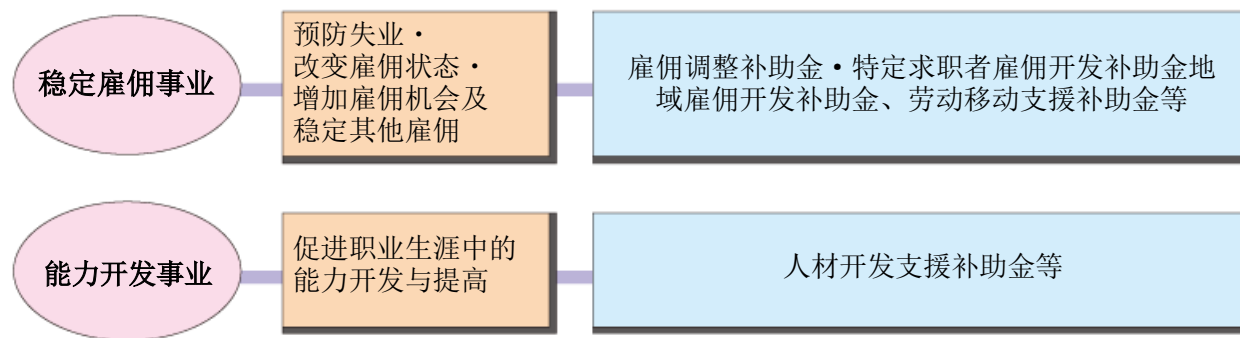 稳定雇佣事业
预防失业・
改变雇佣状态・
增加雇佣机会及
稳定其他雇佣
雇佣调整补助金・特定求职者雇佣开发补助金地
域雇佣开发补助金、劳动移动支援补助金等
能力开发事业
促进职业生涯中的
能力开发与提高
人材开发支援补助金等